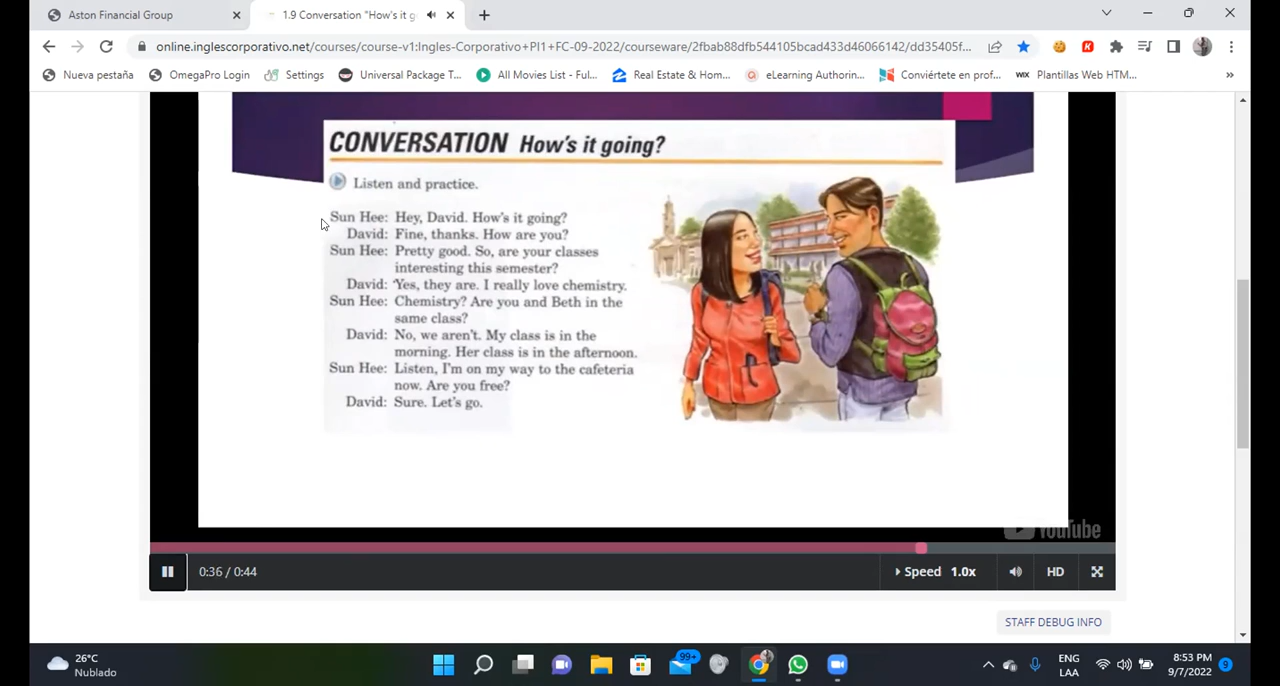 Aston Financial Group
1.9 Conversation "How's it g
online.inglescorporativo.net/courses/course-v1:Ingles-Corporativo+PI1+FC-09-2022/courseware/2fbab88dfb544105bcad433d46066142/dd35405f...
Nueva pestaña
OmegaPro Login
Settings
Universal Package T...
All Movies List - Ful...
Real Estate & Hom...
eLearning Authorin...
Conviértete en prof...
WIX Plantillas Web HTM...
»
CONVERSATION How's it going?
Listen and practice.
Sun Hee: Hey, David. How's it going?
David: Fine, thanks. How are you?
Sun Hee: Pretty good. So, are your classes
interesting this semester?
David: Yes, they are. I really love chemistry.
Sun Hee: Chemistry? Are you and Beth in the
same class?
David: No, we aren't. My class is in the
morning. Her class is in the afternoon.
Sun Hee: Listen, I'm on my way to the cafeteria
now. Are you free?
David: Sure. Let's go.
YouTube
0:36 / 0:44
Speed 1.0x
HD
STAFF DEBUG INFO
26°C
Nublado
99+
ENG
LAA
8:53 PM
9/7/2022
9